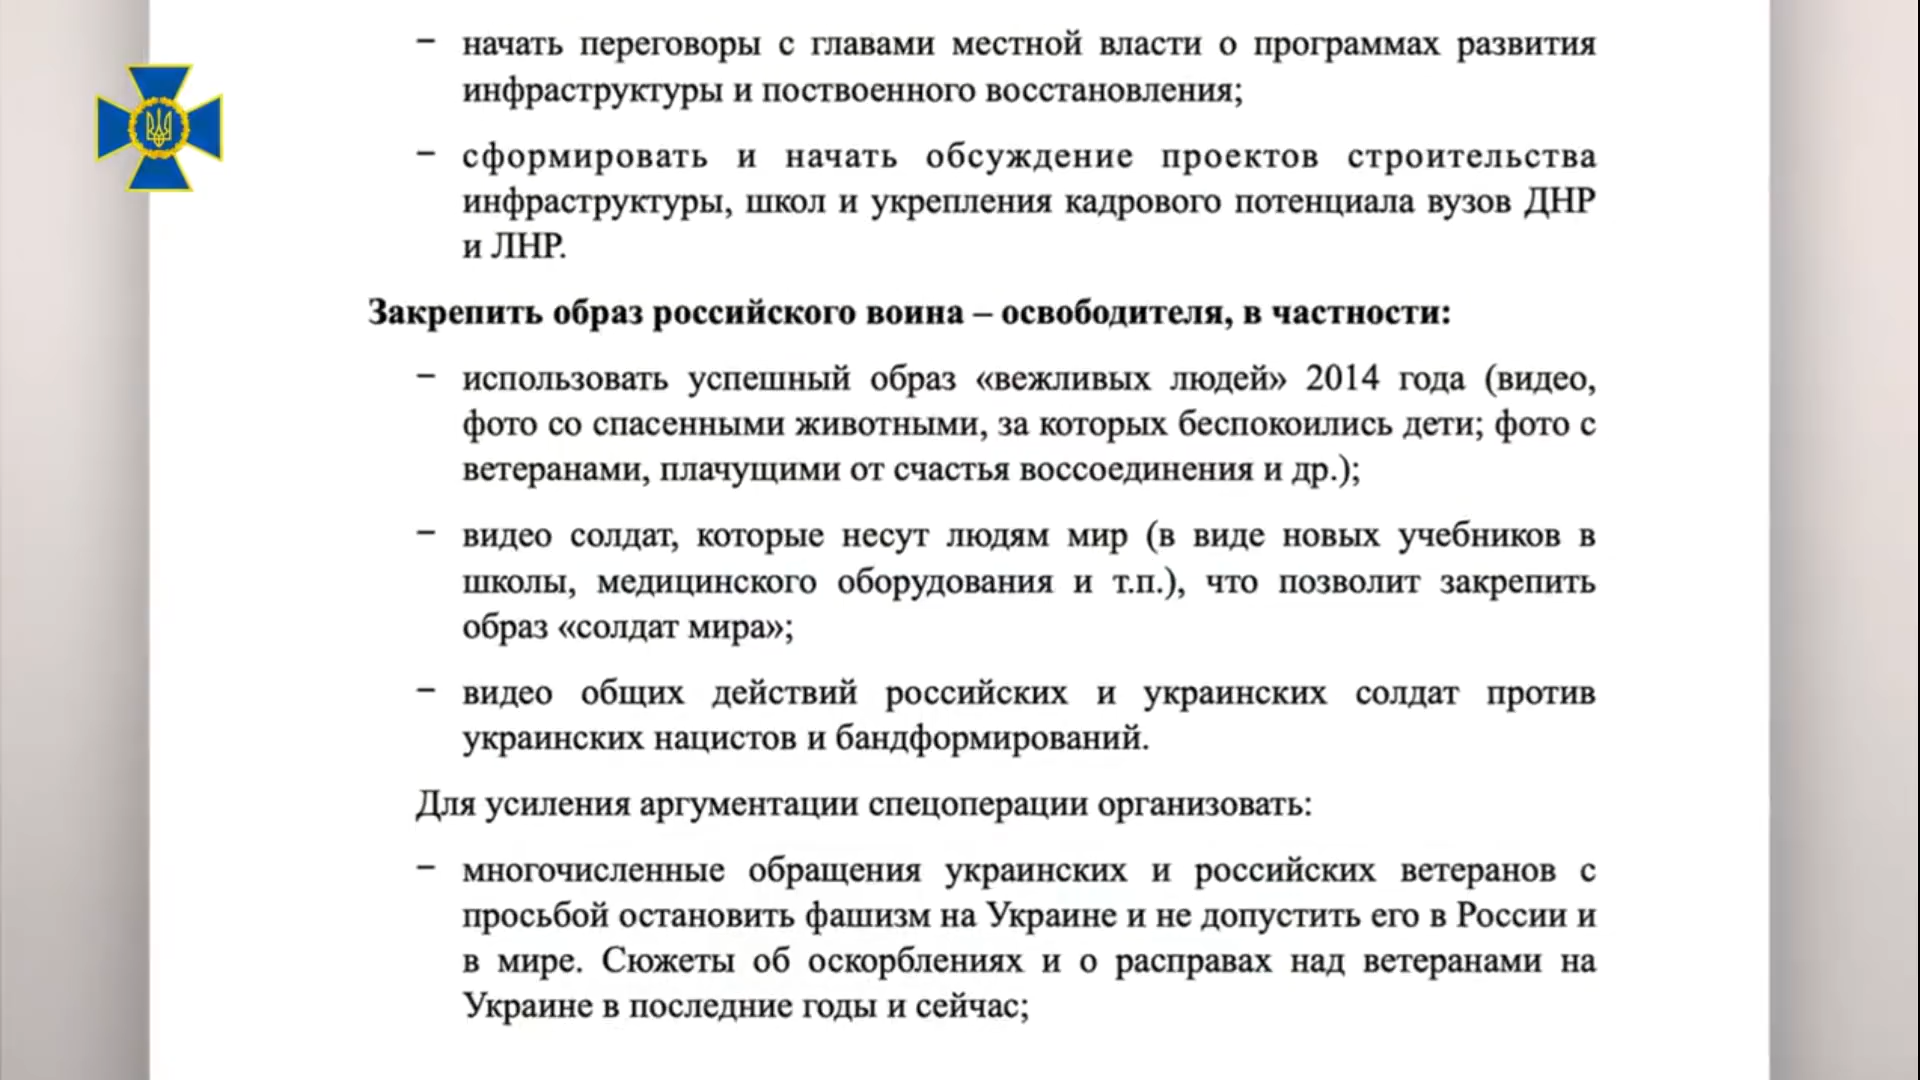 – начать переговоры с главами местной власти о программах развития
инфраструктуры и поствоенного восстановления;
– сформировать и начать обсуждение проектов строительства
инфраструктуры, школ и укрепления кадрового потенциала вузов ДНР
и ЛНР.
Закрепить образ российского воина – освободителя, в частности:
– использовать успешный образ «вежливых людей» 2014 года (видео,
фото со спасенными животными, за которых беспокоились дети; фото с
ветеранами, плачущими от счастья воссоединения и др.);
– видео солдат, которые несут людям мир (в виде новых учебников в
школы, медицинского оборудования и т.п.), что позволит закрепить
образ «солдат мира»;
– видео общих действий российских и украинских солдат против
украинских нацистов и бандформирований.
Для усиления аргументации спецоперации организовать:
– многочисленные обращения украинских и российских ветеранов с
просьбой остановить фашизм на Украине и не допустить его в России и
в мире. Сюжеты об оскорблениях и о расправах над ветеранами на
Украине в последние годы и сейчас;